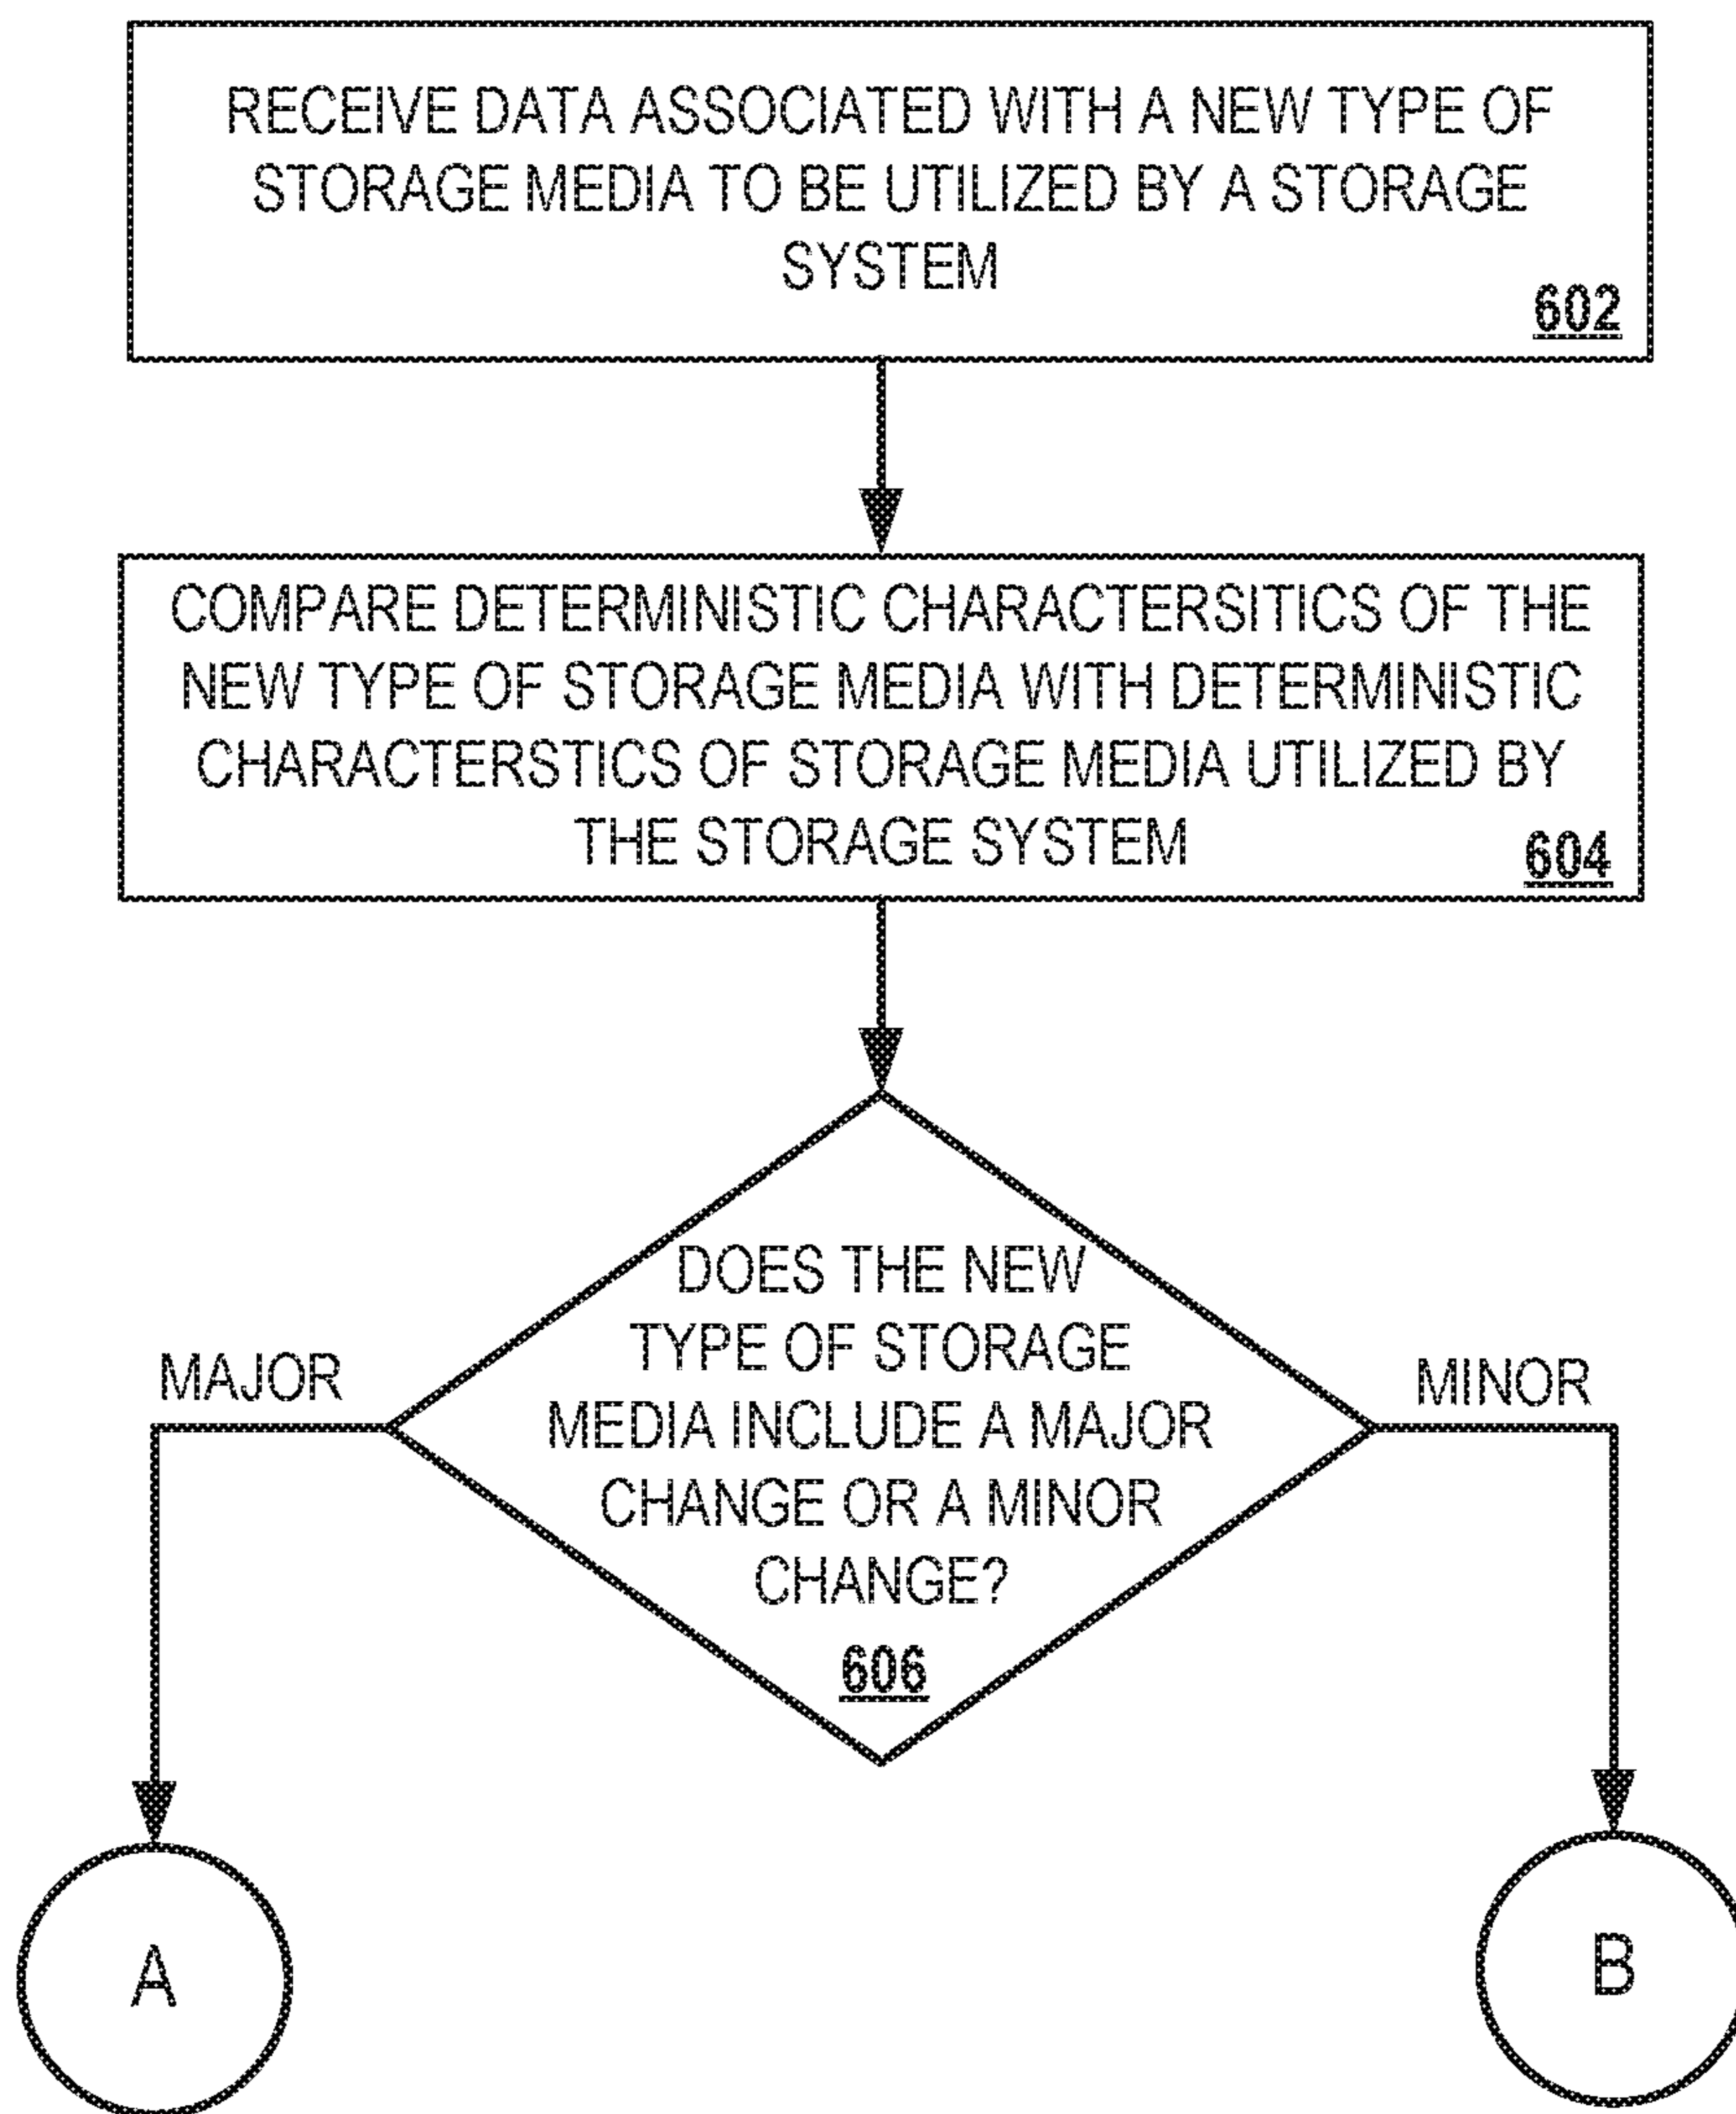 RECEIVE DATA ASSOCIATED WITH A NEW TYPE OF
STORAGE MEDIA TO BE UTILIZED BY A STORAGE
SYSTEM
602
COMPARE DETERMINISTIC CHARACTERSITICS OF THE
NEW TYPE OF STORAGE MEDIA WITH DETERMINISTIC
CHARACTERSTICS OF STORAGE MEDIA UTILIZED BY
THE STORAGE SYSTEM
604
DOES THE NEW
TYPE OF STORAGE
MEDIA INCLUDE A MAJOR
CHANGE OR A MINOR
CHANGE?
606
MAJOR
MINOR
A
B